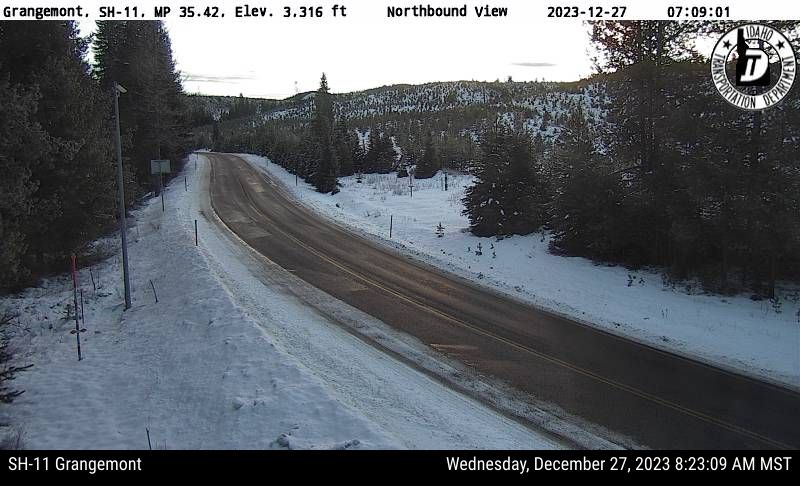 Grangemont, SH-11, MP 35.42, Elev. 3,316 ft Northbound View 2023-12-27 07:09:01
IDAHO
TRANSPORTATION DEPARTMENT
SH-11 Grangemont Wednesday, December 27, 2023 8:23:09 AM MST